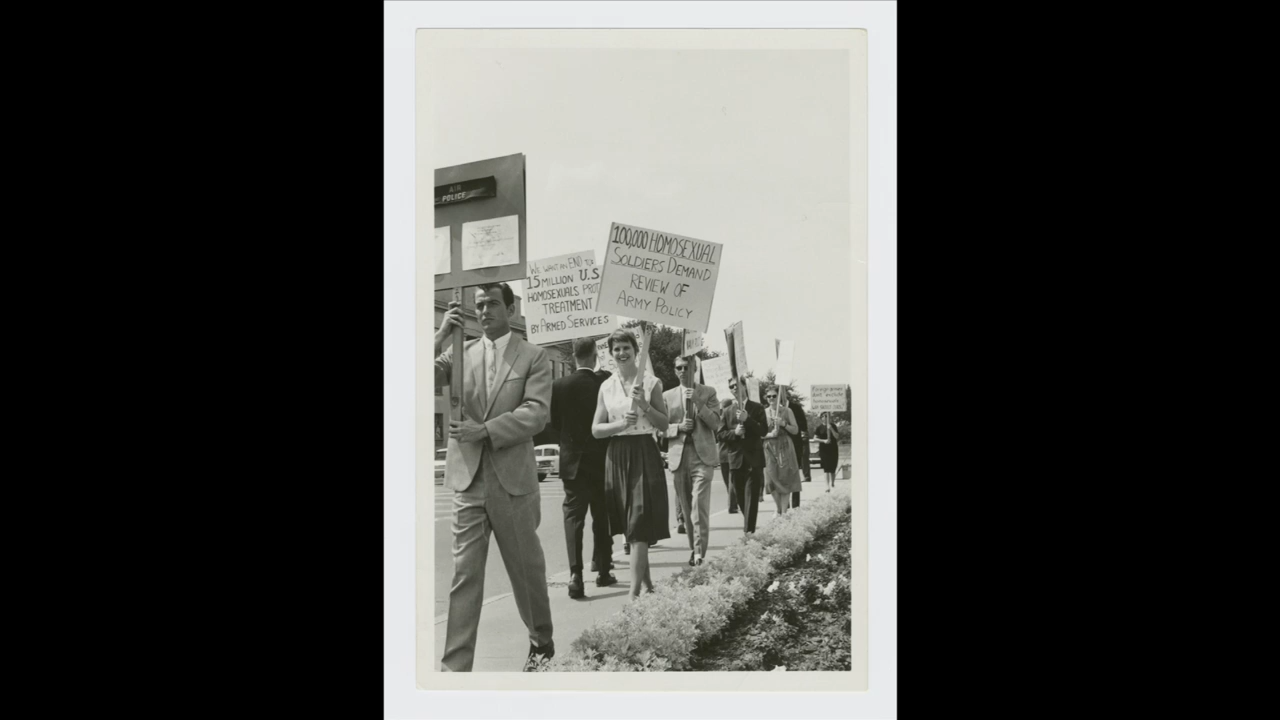 AIR
POLICE
WE WANT AN END TO
15 MILLION U.S.
HOMOSEXUALS PROT
TREATMENT
BY ARMED SERVICES
100,000 HOMOSEXUAL
SOLDIERS DEMAND
REVIEW OF
ARMY POLICY
homosexuals